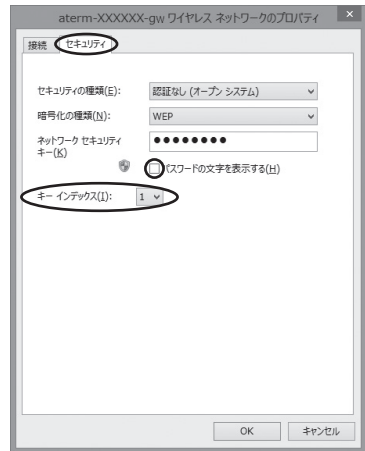 aterm-XXXXXX-gw ワイヤレス ネットワークのプロパティ
接続 セキュリティ
セキュリティの種類(E): 認証なし (オープン システム)
暗号化の種類(N): WEP
ネットワーク セキュリティ ●●●●●●●●
キー(K)
パスワードの文字を表示する(H)
キー インデックス(I): 1
OK キャンセル